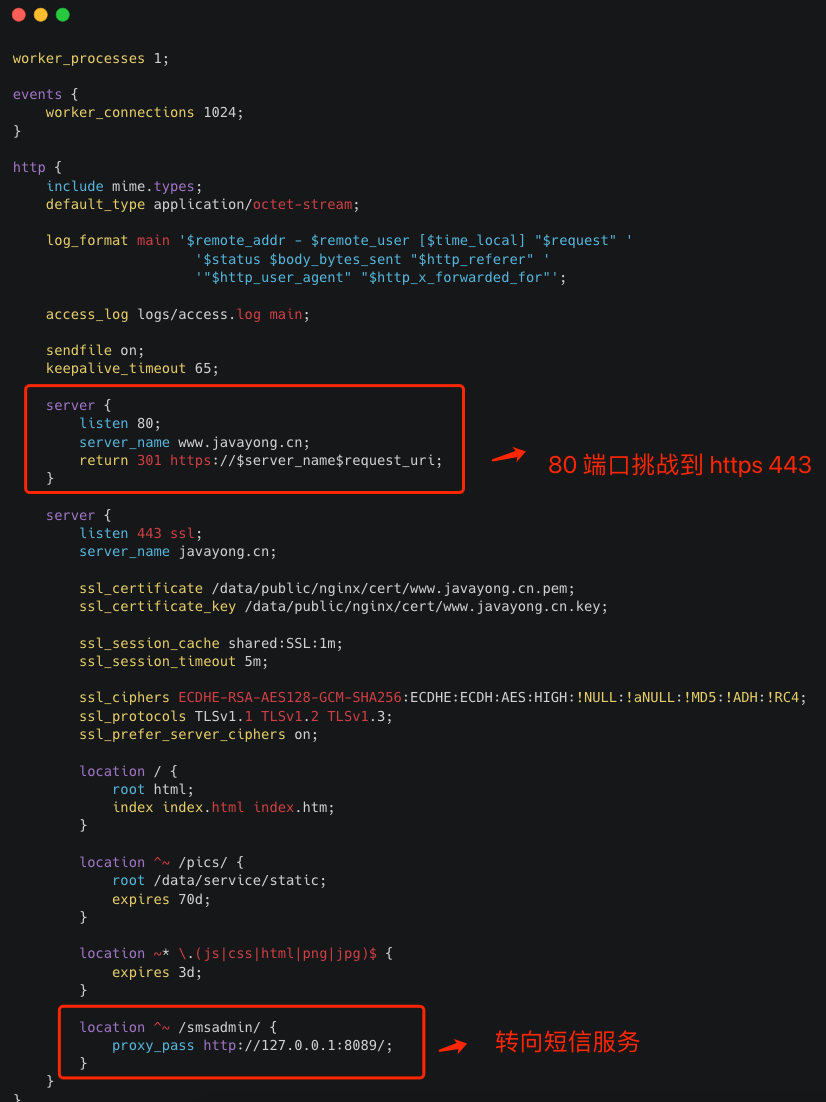 worker_processes 1;
events {
    worker_connections 1024;
}
http {
    include mime.types;
    default_type application/octet-stream;
    log_format main '$remote_addr - $remote_user [$time_local] "$request" '
                      '$status $body_bytes_sent "$http_referer" '
                      '"$http_user_agent" "$http_x_forwarded_for"';
    access_log logs/access.log main;
    sendfile on;
    keepalive_timeout 65;
    server {
        listen 80;
        server_name www.javayong.cn;
        return 301 https://$server_name$request_uri;
    }
80 端口挑战到 https 443
    server {
        listen 443 ssl;
        server_name javayong.cn;
        ssl_certificate /data/public/nginx/cert/www.javayong.cn.pem;
        ssl_certificate_key /data/public/nginx/cert/www.javayong.cn.key;
        ssl_session_cache shared:SSL:1m;
        ssl_session_timeout 5m;
        ssl_ciphers ECDHE-RSA-AES128-GCM-SHA256:ECDHE:ECDH:AES:HIGH:!NULL:!aNULL:!MD5:!ADH:!RC4;
        ssl_protocols TLSv1.1 TLSv1.2 TLSv1.3;
        ssl_prefer_server_ciphers on;
        location / {
            root html;
            index index.html index.htm;
        }
        location ^~ /pics/ {
            root /data/service/static;
            expires 70d;
        }
        location ~* \.(js|css|html|png|jpg)$ {
            expires 3d;
        }
        location ^~ /smsadmin/ {
            proxy_pass http://127.0.0.1:8089/;
        }
转向短信服务
    }
}